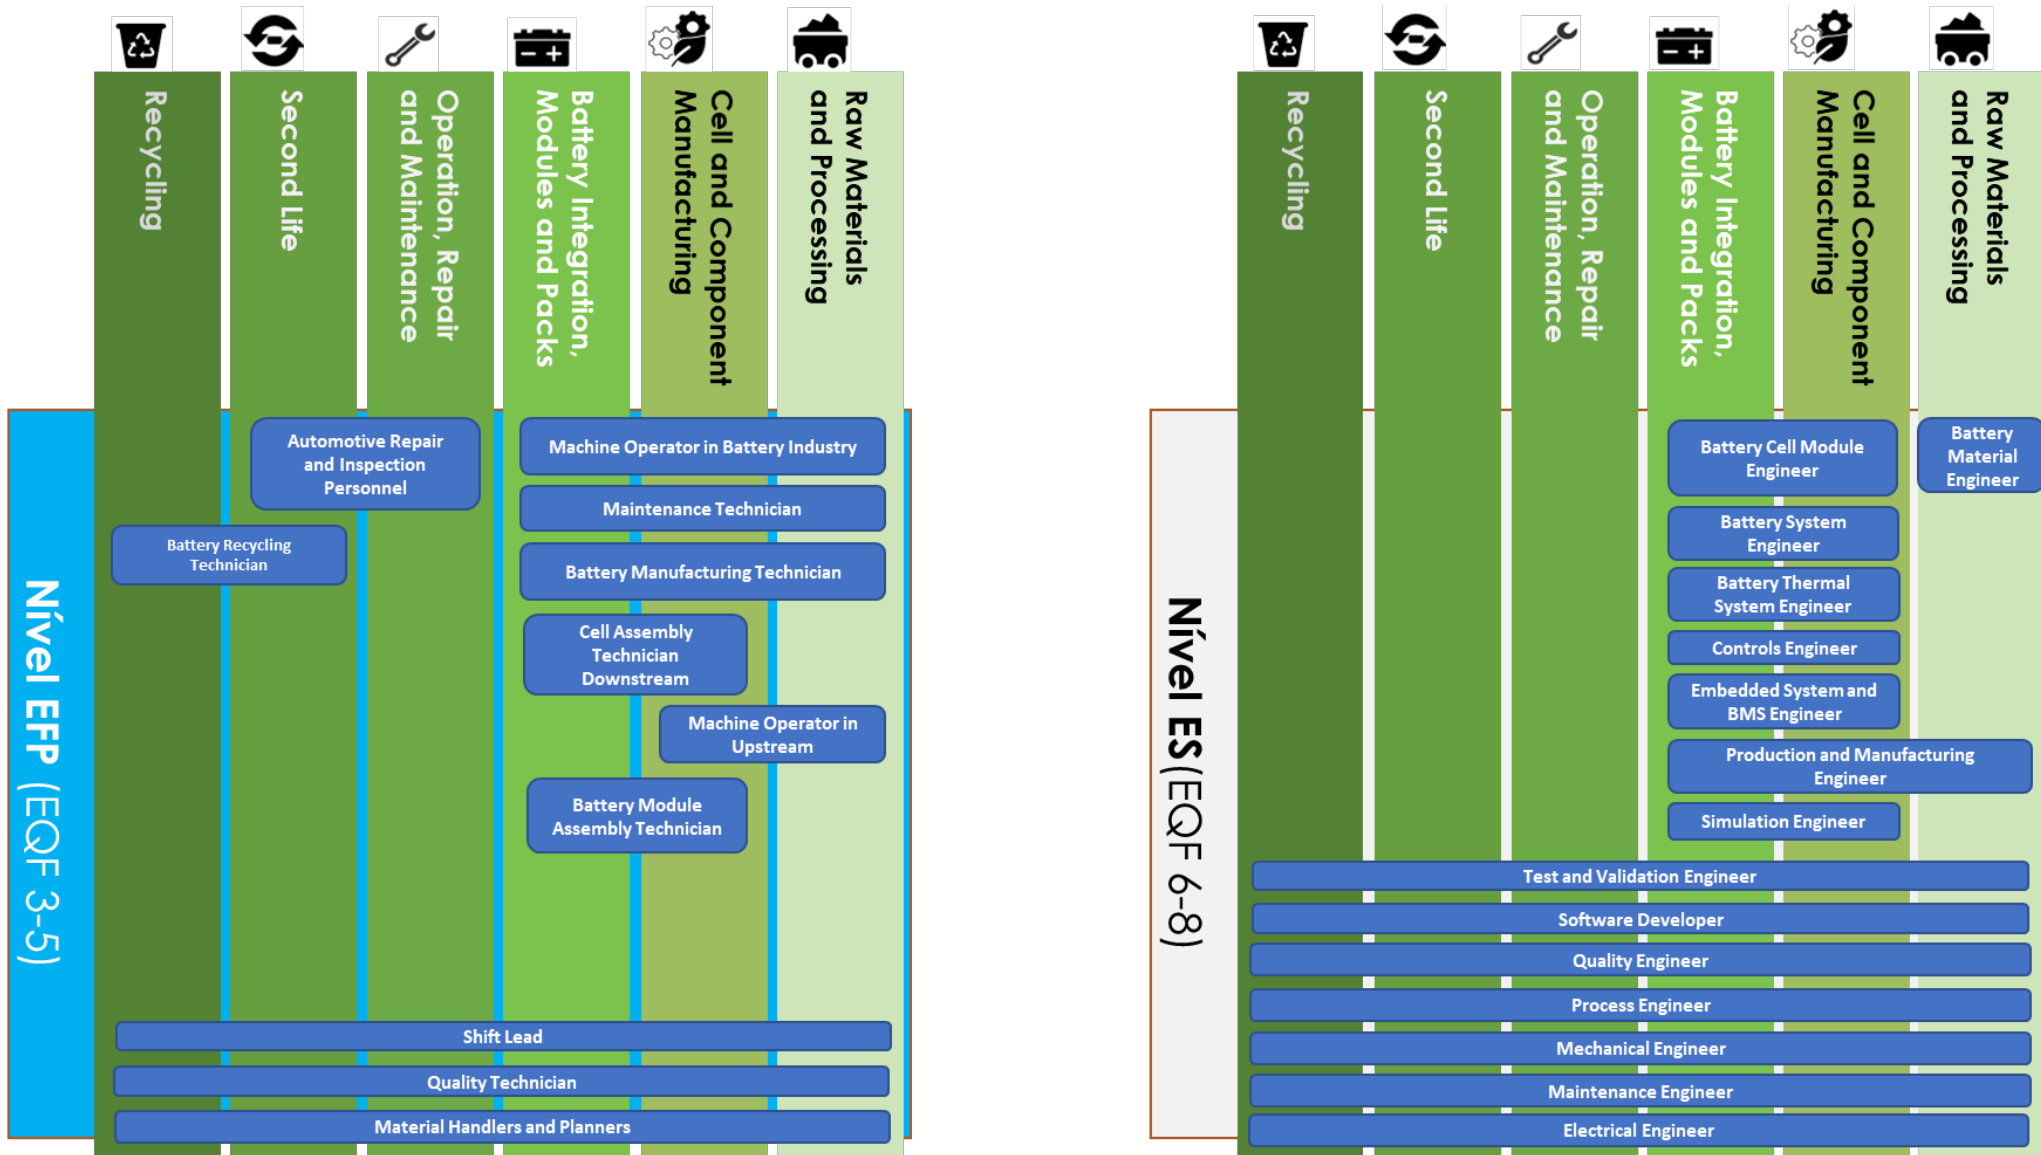 Recycling
Second Life
Operation, Repair
and Maintenance
Battery Integration,
Modules and Packs
Cell and Component
Manufacturing
Raw Materials
and Processing
Nível EFP (EQF 3-5)
Automotive Repair
and Inspection
Personnel
Machine Operator in Battery Industry
Maintenance Technician
Battery Recycling
Technician
Battery Manufacturing Technician
Cell Assembly
Technician
Downstream
Machine Operator in
Upstream
Battery Module
Assembly Technician
Shift Lead
Quality Technician
Material Handlers and Planners
Recycling
Second Life
Operation, Repair
and Maintenance
Battery Integration,
Modules and Packs
Cell and Component
Manufacturing
Raw Materials
and Processing
Nível ES(EQF 6-8)
Battery Cell Module
Engineer
Battery
Material
Engineer
Battery System
Engineer
Battery Thermal
System Engineer
Controls Engineer
Embedded System and
BMS Engineer
Production and Manufacturing
Engineer
Simulation Engineer
Test and Validation Engineer
Software Developer
Quality Engineer
Process Engineer
Mechanical Engineer
Maintenance Engineer
Electrical Engineer